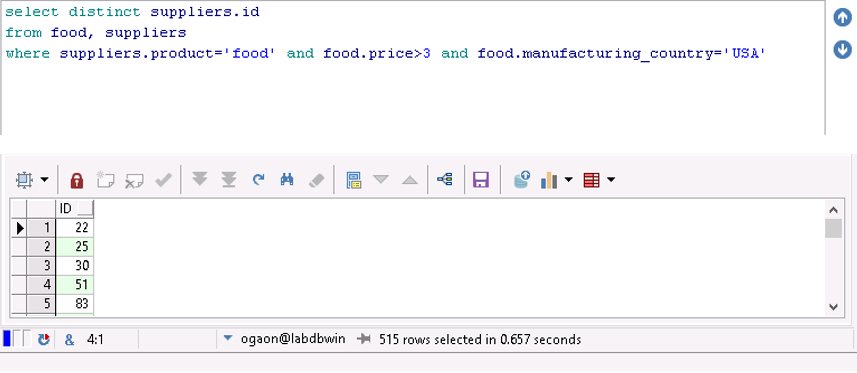 select distinct suppliers.id
from food, suppliers
where suppliers.product='food' and food.price>3 and food.manufacturing_country='USA'
ID
1 22
2 25
3 30
4 51
5 83
& 4:1 ogaon@labdbwin 515 rows selected in 0.657 seconds